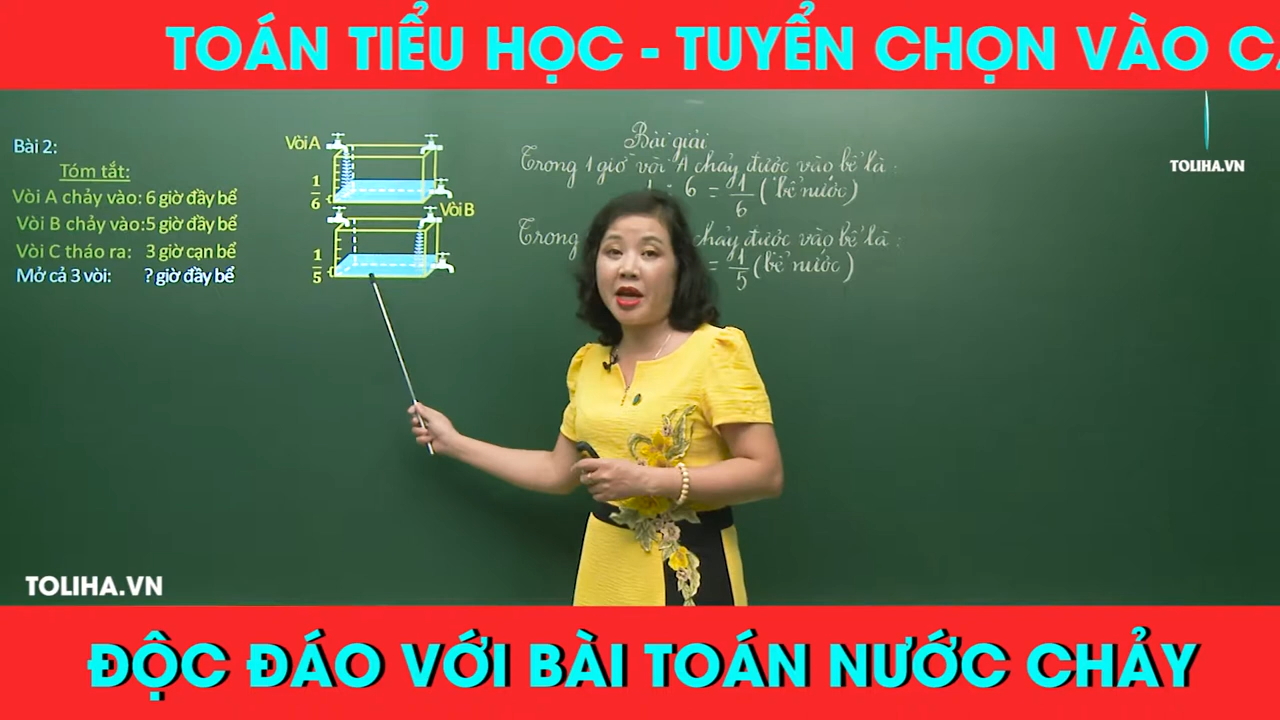 TOÁN TIỂU HỌC - TUYỂN CHỌN VÀO
TOLIHA.VN
Bài 2:
Tóm tắt:
Vòi A chảy vào: 6 giờ đầy bể
Vòi B chảy vào: 5 giờ đầy bể
Vòi C tháo ra: 3 giờ cạn bể
Mở cả 3 vòi: ? giờ đầy bể
Vòi A
1/6
Vòi B
1/5
Bài giải
Trong 1 giờ vòi A chảy được vào bể là:
: 6 = 1/6 (bể nước)
Trong chảy được vào bể là:
= 1/5 (bể nước)
TOLIHA.VN
ĐỘC ĐÁO VỚI BÀI TOÁN NƯỚC CHẢY